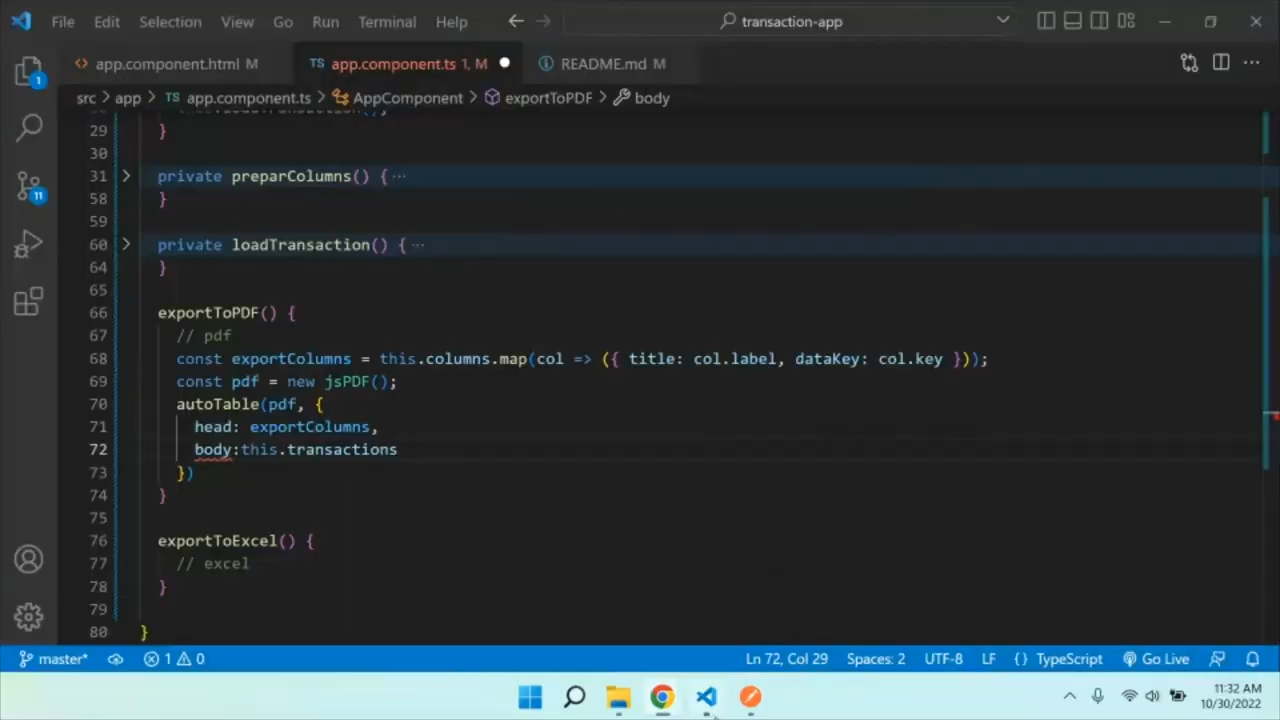 File Edit Selection View Go Run Terminal Help transaction-app
app.component.html M TS app.component.ts 1, M README.md M
src > app > TS app.component.ts > AppComponent > exportToPDF > body
29 }
30
31 private preparColumns() { ...
58 }
59
60 private loadTransaction() { ...
64 }
65
66 exportToPDF() {
67 // pdf
68 const exportColumns = this.columns.map(col => ({ title: col.label, dataKey: col.key }));
69 const pdf = new jsPDF();
70 autoTable(pdf, {
71 head: exportColumns,
72 body:this.transactions
73 })
74 }
75
76 exportToExcel() {
77 // excel
78 }
79
80 }
1
11
master* 1 0 Ln 72, Col 29 Spaces: 2 UTF-8 LF {} TypeScript Go Live
11:32 AM
10/30/2022